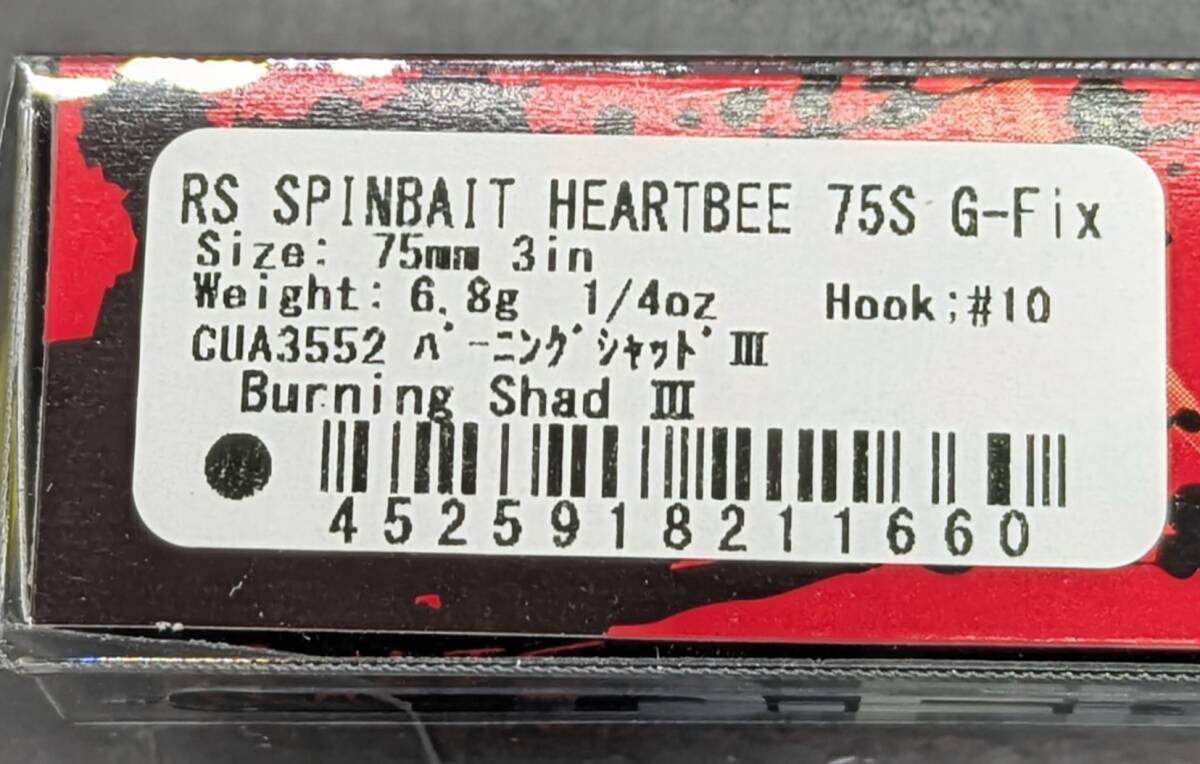 RS SPINBAIT HEARTBEE 75S G-Fix
Size: 75mm 3in
Weight: 6.8g 1/4oz Hook;#10
CUA3552 ﾊﾞｰﾆﾝｸﾞｼｬｯﾄﾞⅢ
Burning Shad Ⅲ
4525918211660